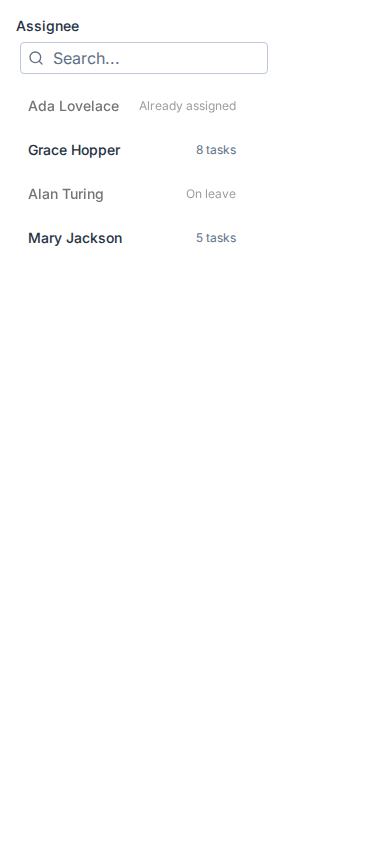 Assignee
Search...
Ada Lovelace Already assigned
Grace Hopper 8 tasks
Alan Turing On leave
Mary Jackson 5 tasks